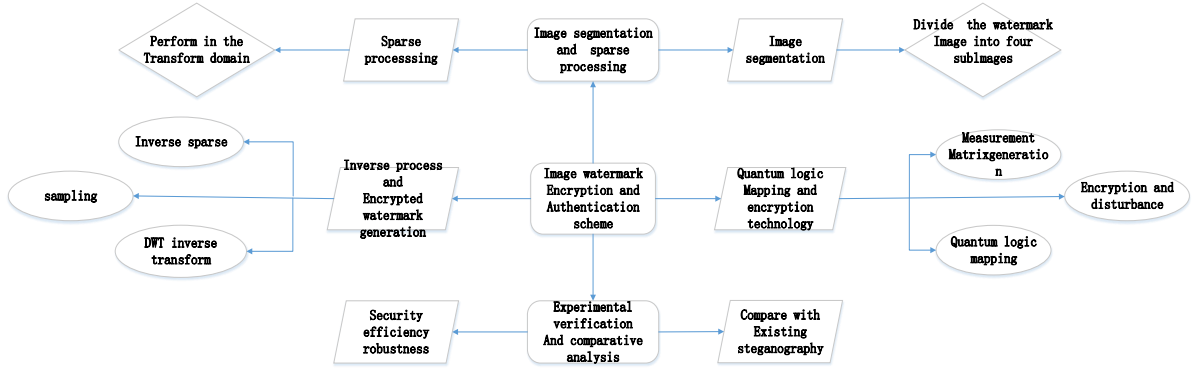 Perform in the
Transform domain
Sparse
processsing
Image segmentation
and sparse
processing
Image
segmentation
Divide the watermark
Image into four
sublmages
Inverse sparse
sampling
DWT inverse
transform
Inverse process
and
Encrypted
watermark
generation
Image watermark
Encryption and
Authentication
scheme
Quantum logic
Mapping and
encryption
technology
Measurement
Matrixgeneratio
n
Encryption and
disturbance
Quantum logic
mapping
Security
efficiency
robustness
Experimental
verification
And comparative
analysis
Compare with
Existing
steganography